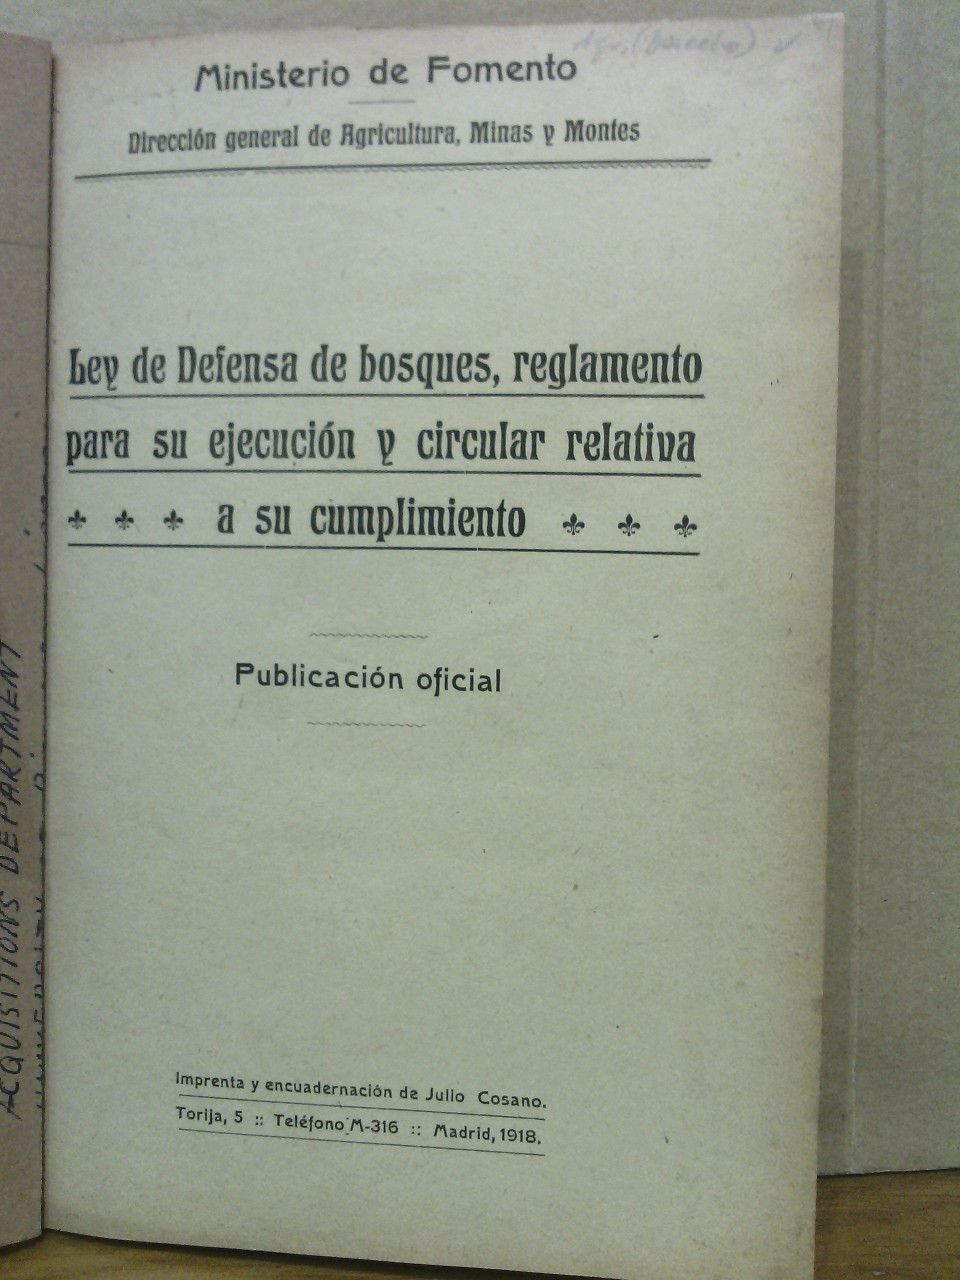 Ministerio de Fomento
Dirección general de Agricultura, Minas y Montes
Ley de Defensa de bosques, reglamento
para su ejecución y circular relativa
a su cumplimiento
Publicación oficial
Imprenta y encuadernación de Julio Cosano.
Torija, 5 :: Teléfono M-316 :: Madrid, 1918.
ACQUISITIONS DEPARTMENT